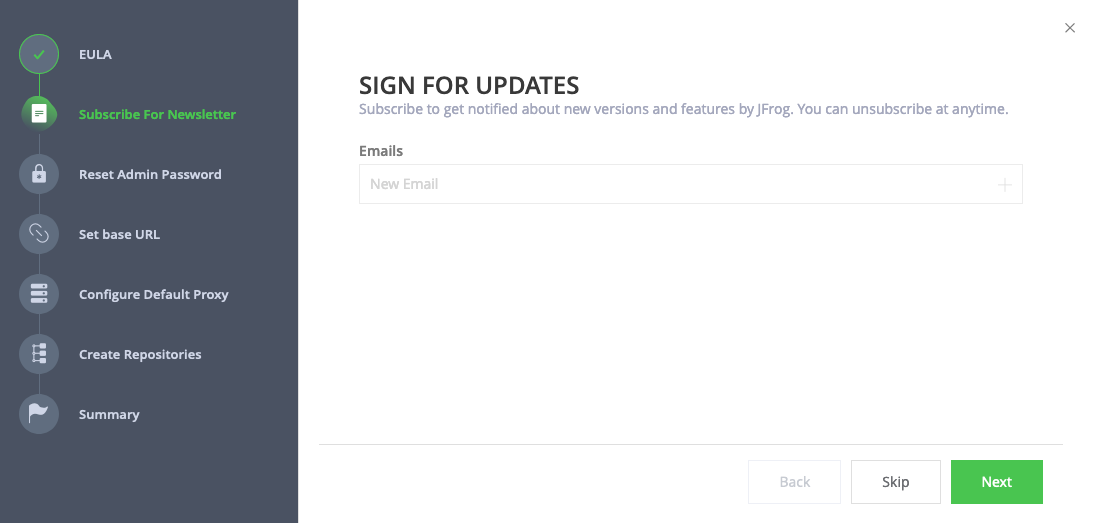 EULA
Subscribe For Newsletter
Reset Admin Password
Set base URL
Configure Default Proxy
Create Repositories
Summary
SIGN FOR UPDATES
Subscribe to get notified about new versions and features by JFrog. You can unsubscribe at anytime.
Emails
New Email
Back
Skip
Next